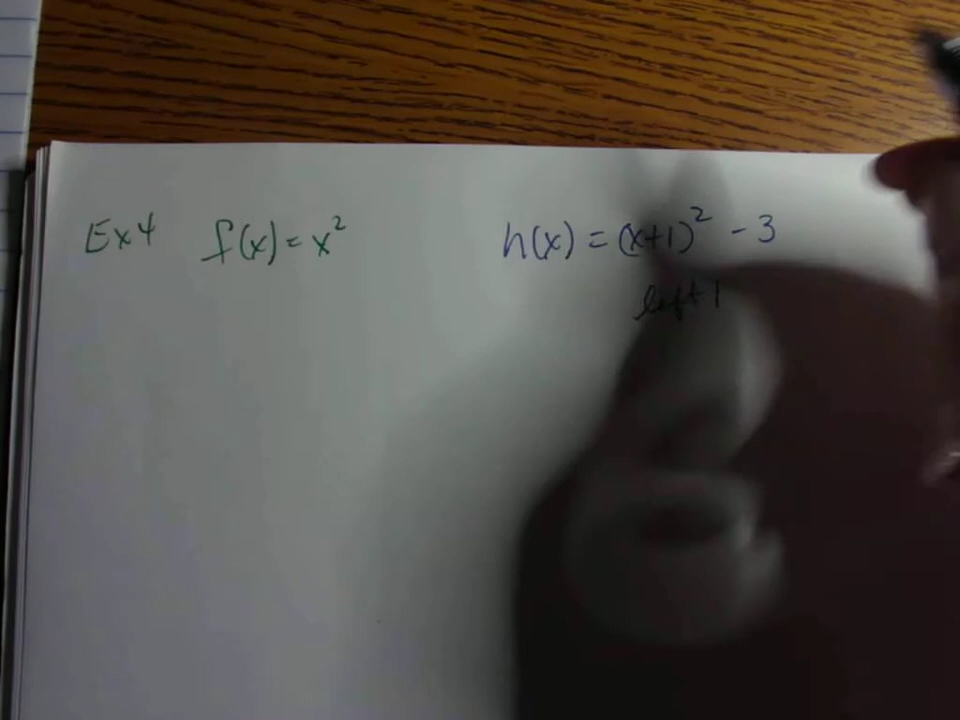 Ex 4 f(x) = x² h(x) = (x+1)² - 3
left 1